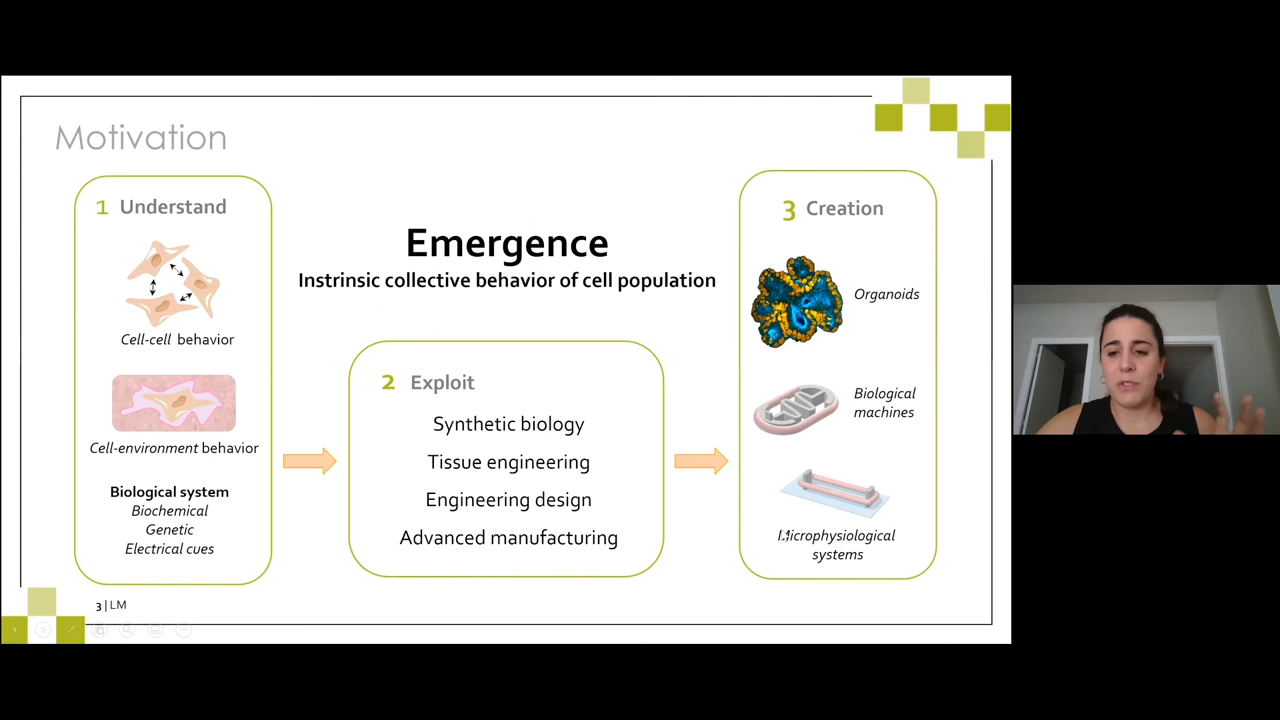 Motivation
1 Understand
Cell-cell behavior
Cell-environment behavior
Biological system
Biochemical
Genetic
Electrical cues
Emergence
Instrinsic collective behavior of cell population
2 Exploit
Synthetic biology
Tissue engineering
Engineering design
Advanced manufacturing
3 Creation
Organoids
Biological
machines
Microphysiological
systems
3 | LM